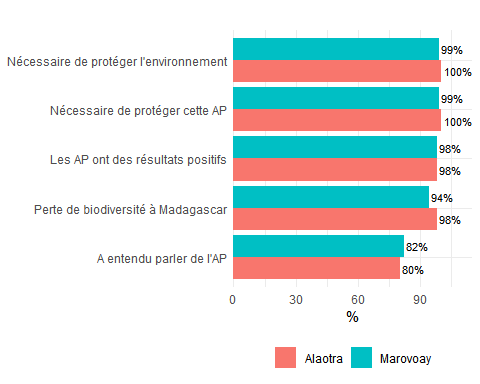 Nécessaire de protéger l'environnement
99%
100%
Nécessaire de protéger cette AP
99%
100%
Les AP ont des résultats positifs
98%
98%
Perte de biodiversité à Madagascar
94%
98%
A entendu parler de l'AP
82%
80%
0 30 60 90
%
Alaotra Marovoay